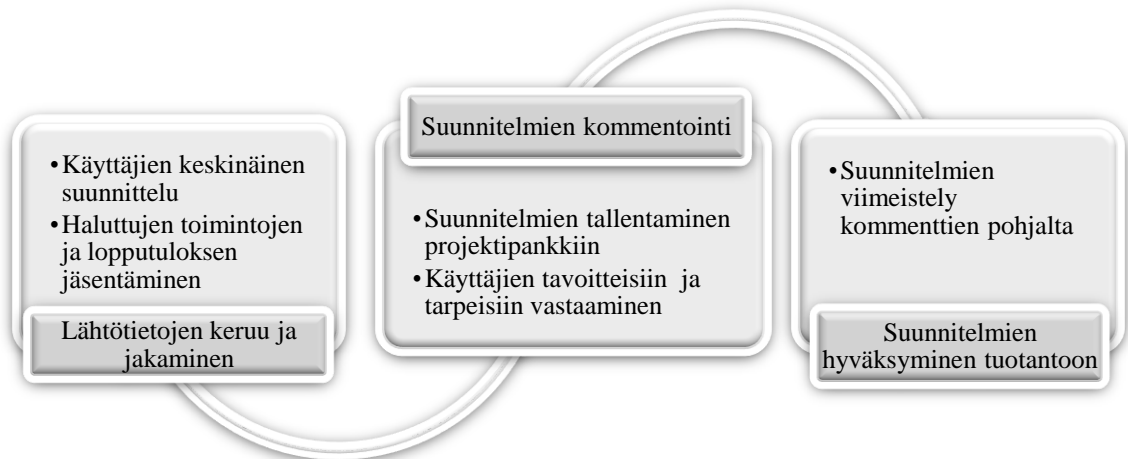 •Käyttäjien keskinäinen
suunnittelu
•Haluttujen toimintojen
ja lopputuloksen
jäsentäminen
Lähtötietojen keruu ja
jakaminen
Suunnitelmien kommentointi
•Suunnitelmien tallentaminen
projektipankkiin
•Käyttäjien tavoitteisiin ja
tarpeisiin vastaaminen
•Suunnitelmien
viimeistely
kommenttien pohjalta
Suunnitelmien
hyväksyminen tuotantoon